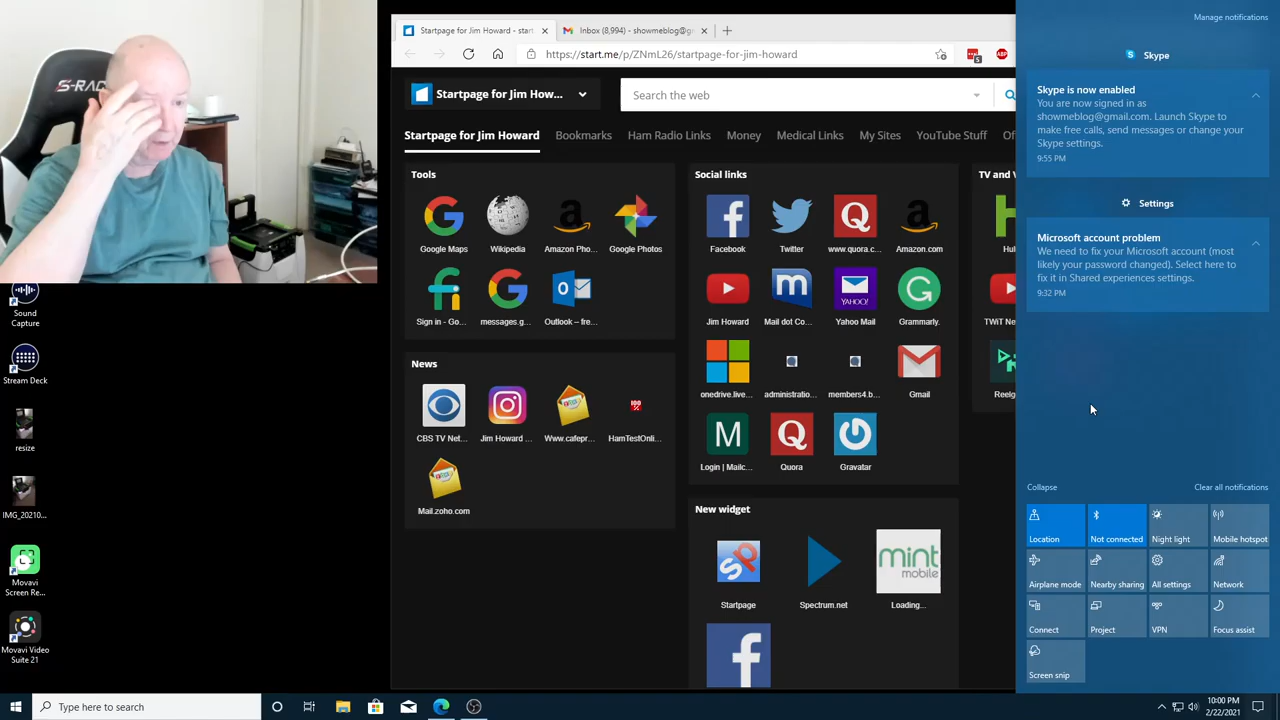 S-RAC
Startpage for Jim Howard - start
Inbox (8,994) - showmeblog@g
https://start.me/p/ZNmL26/startpage-for-jim-howard
5
ABP
Startpage for Jim How...
Search the web
Startpage for Jim Howard
Bookmarks
Ham Radio Links
Money
Medical Links
My Sites
YouTube Stuff
Of
Tools
Google Maps
Wikipedia
Amazon Pho...
Google Photos
Sign in - Go...
messages.g...
Outlook – fre...
News
CBS TV Net...
Jim Howard ...
Www.cafepr...
HamTestOnli...
Mail.zoho.com
Social links
Facebook
Twitter
www.quora.c...
Amazon.com
Jim Howard
Mail dot Co...
YAHOO!
Yahoo Mail
Grammarly.
onedrive.live...
administratio...
members4.b...
Gmail
Login | Mailc...
Quora
Gravatar
New widget
Startpage
Spectrum.net
mint
mobile
Loading...
TV and V
Hul
TWiT Ne
Reelg
Sound
Capture
Stream Deck
resize
IMG_20210...
Movavi
Screen Re...
Movavi Video
Suite 21
Manage notifications
Skype
Skype is now enabled
You are now signed in as
showmeblog@gmail.com. Launch Skype to
make free calls, send messages or change your
Skype settings.
9:55 PM
Settings
Microsoft account problem
We need to fix your Microsoft account (most
likely your password changed). Select here to
fix it in Shared experiences settings.
9:32 PM
Collapse
Clear all notifications
Location
Not connected
Night light
Mobile hotspot
Airplane mode
Nearby sharing
All settings
Network
Connect
Project
VPN
Focus assist
Screen snip
Type here to search
10:00 PM
2/22/2021